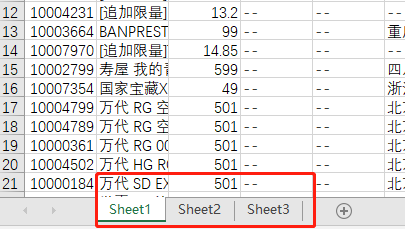 12 10004231 [追加限量] 13.2 -- -- --
13 10003664 BANPREST 99 -- --
14 10007970 [追加限量] 14.85 -- -- --
15 10002799 寿屋 我的 599 -- -- 四
16 10007354 国家宝藏X 49 -- -- 浙
17 10004799 万代 RG 空 501 -- -- 北
18 10004789 万代 RG 空 501 -- -- 北
19 10000361 万代 RG 00 501 -- -- 北
20 10004502 万代 HG R 501 -- -- 北
21 10000184 万代 SD EX 501 -- -- 北
Sheet1 Sheet2 Sheet3